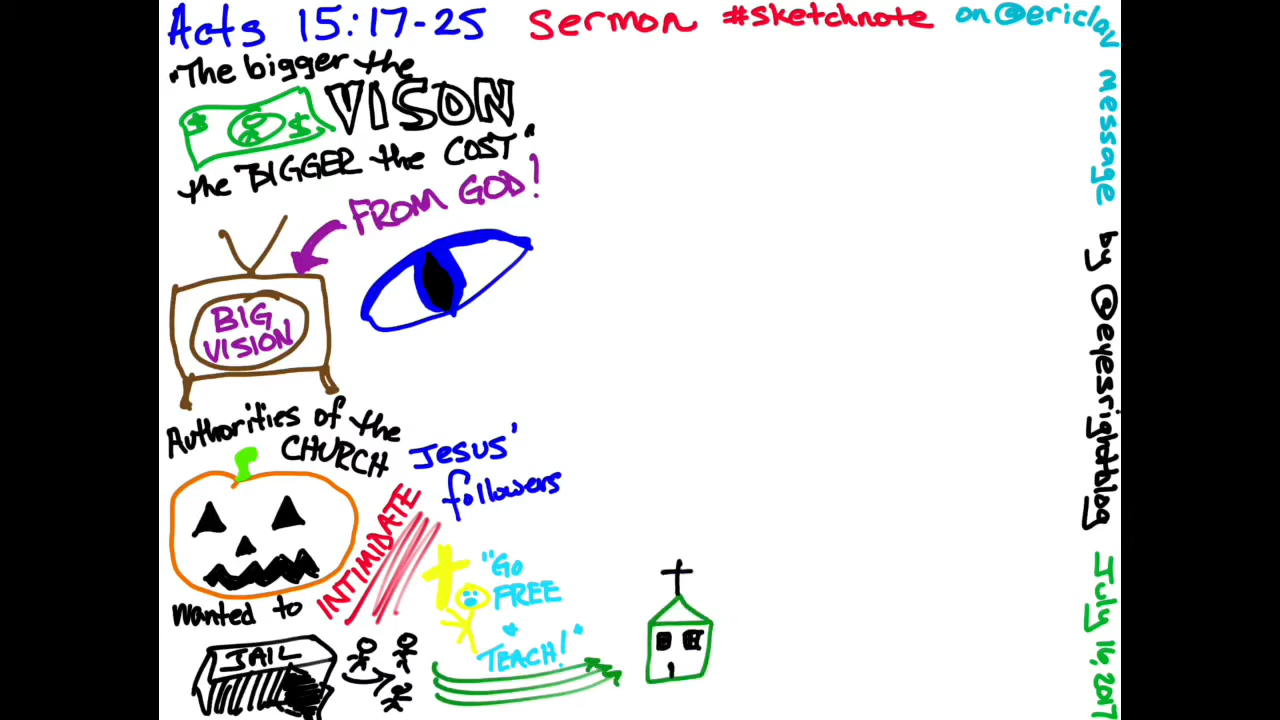 Acts 15:17-25 Sermon #sketchnote on @ericlav message by @eyesrightblog July 16, 2017
"The bigger the
$ $ VISON
the BIGGER the COST"
FROM GOD!
BIG
VISION
Authorities of the
CHURCH
Jesus'
followers
INTIMIDATE
Wanted to
"Go
FREE
+
TEACH!"
JAIL